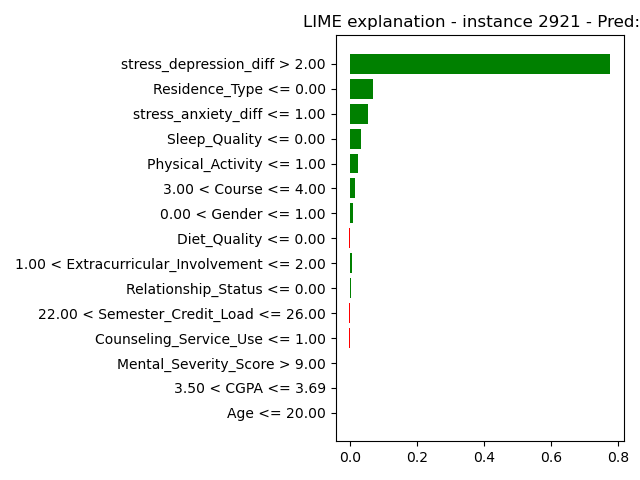 LIME explanation - instance 2921 - Pred:
stress_depression_diff > 2.00
Residence_Type <= 0.00
stress_anxiety_diff <= 1.00
Sleep_Quality <= 0.00
Physical_Activity <= 1.00
3.00 < Course <= 4.00
0.00 < Gender <= 1.00
Diet_Quality <= 0.00
1.00 < Extracurricular_Involvement <= 2.00
Relationship_Status <= 0.00
22.00 < Semester_Credit_Load <= 26.00
Counseling_Service_Use <= 1.00
Mental_Severity_Score > 9.00
3.50 < CGPA <= 3.69
Age <= 20.00
0.0 0.2 0.4 0.6 0.8